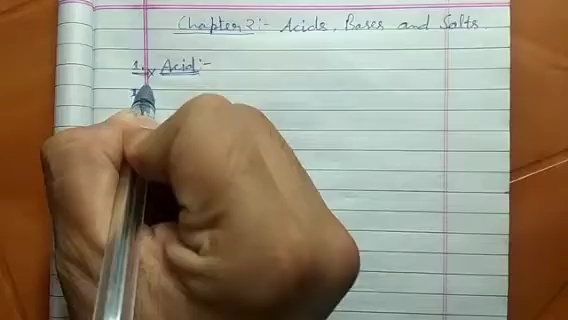 Chapter 2:- Acids, Bases and Salts.
1. Acid:-